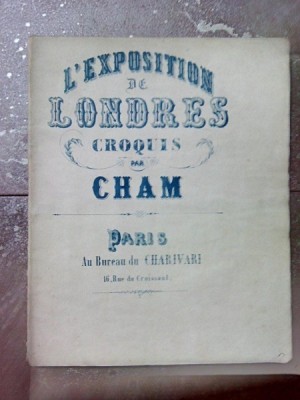 L'EXPOSITION
DE
LONDRES
CROQUIS
PAR
CHAM
PARIS
Au Bureau du CHARIVARI
16, Rue du Croissant